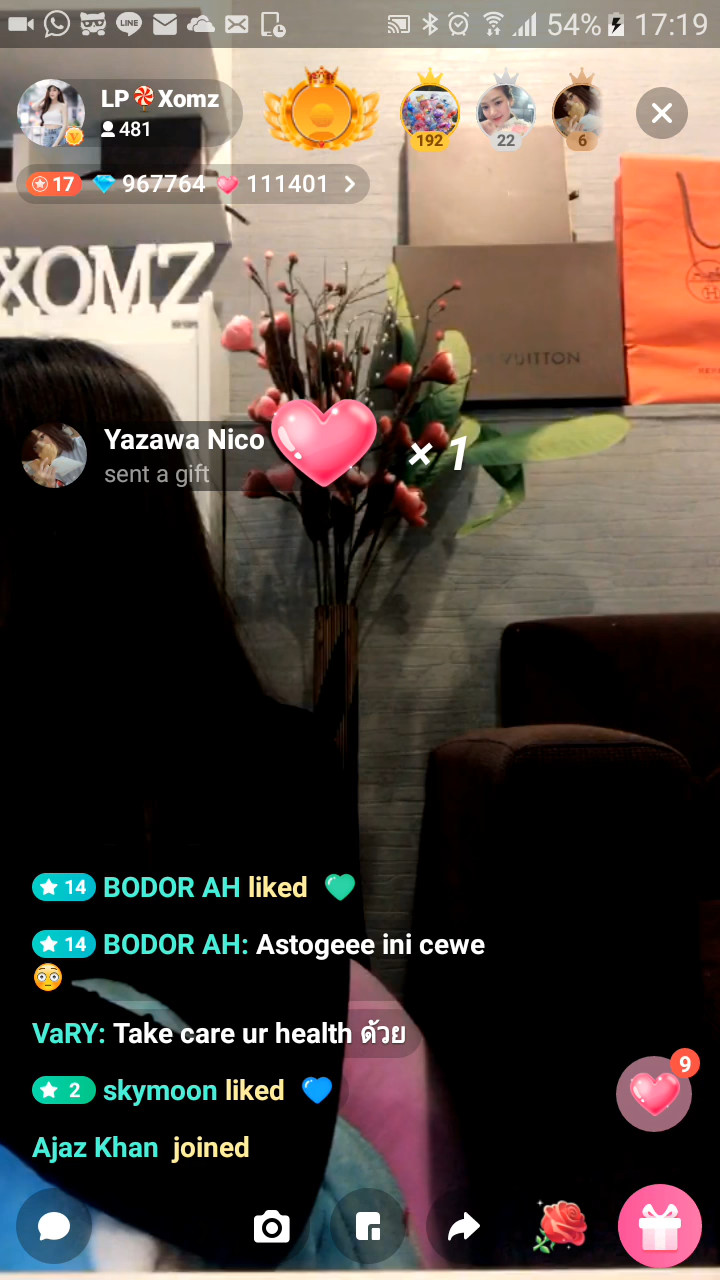 LINE
54% 17:19
LP Xomz
481
192
22
6
17 967764 111401
XOMZ
VUITTON
Yazawa Nico
sent a gift
× 1
14 BODOR AH liked
14 BODOR AH: Astogeee ini cewe
😳
VaRY: Take care ur health ด้วย
2 skymoon liked
9
Ajaz Khan joined